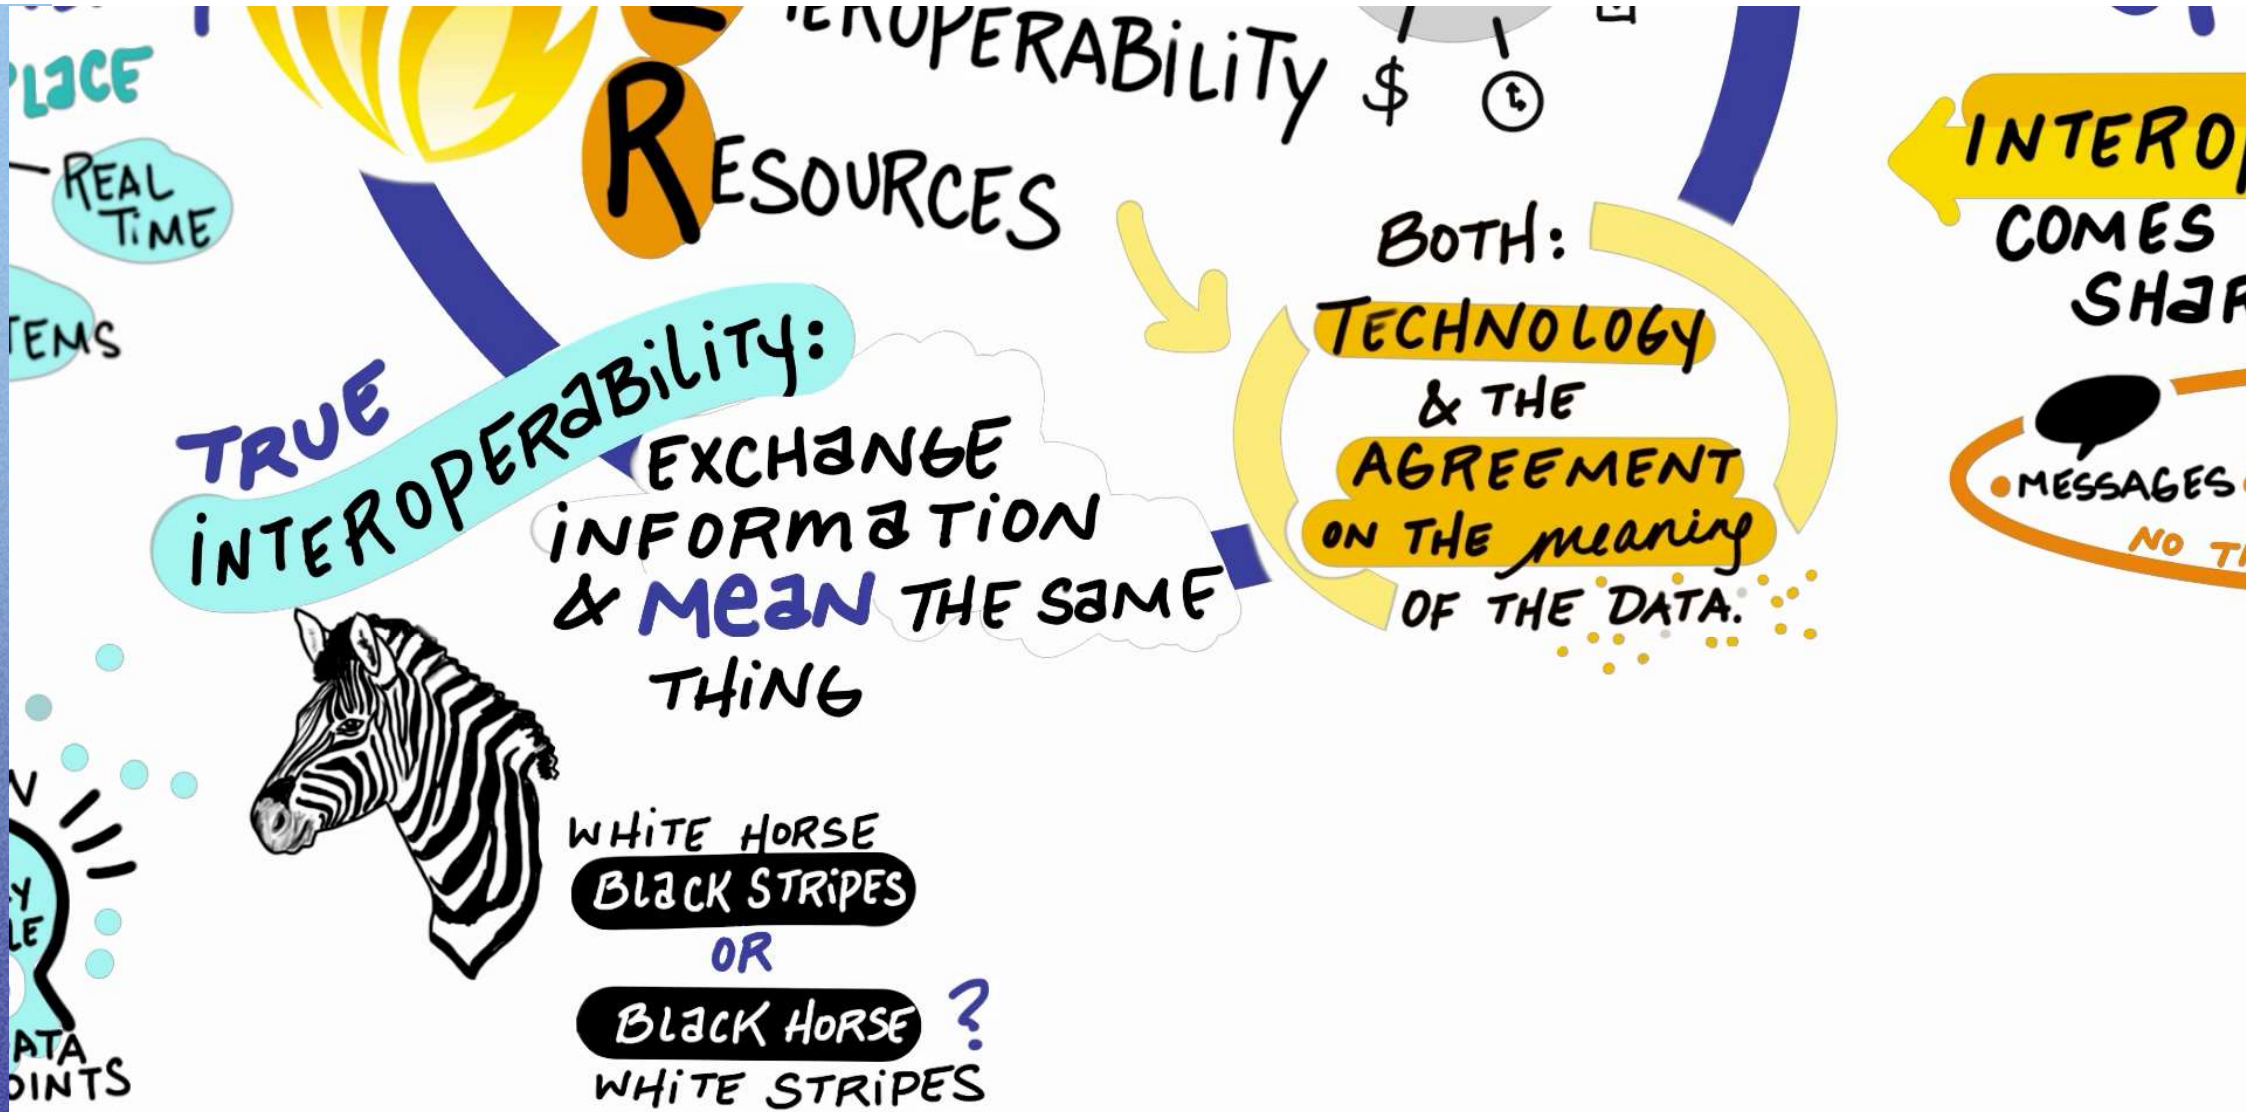 PLACE
REAL
TIME
TEROPERABILITY
$
RESOURCES
TRUE
INTEROPERABILITY:
EXCHANGE
INFORMATION
& MEAN THE SAME
THING
WHITE HORSE
BLACK STRIPES
OR
BLACK HORSE ?
WHITE STRIPES
BOTH:
TECHNOLOGY
& THE
AGREEMENT
ON THE meaning
OF THE DATA.
INTEROP
COMES
SHAR
• MESSAGES •
NO
TEMS
ATA
OINTS